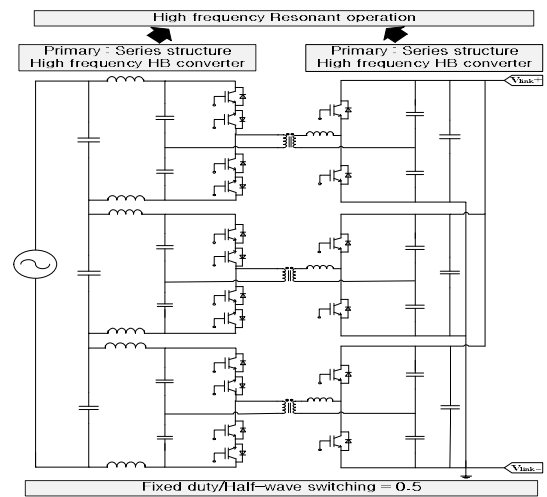 High frequency Resonant operation
Primary : Series structure
High frequency HB converter
Primary : Series structure
High frequency HB converter
Vlink+
Vlink-
Fixed duty/Half-wave switching = 0.5